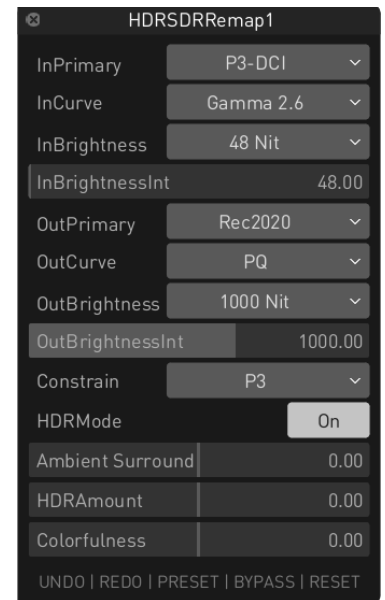 HDRSDRRemap1
InPrimary P3-DCI
InCurve Gamma 2.6
InBrightness 48 Nit
InBrightnessInt 48.00
OutPrimary Rec2020
OutCurve PQ
OutBrightness 1000 Nit
OutBrightnessInt 1000.00
Constrain P3
HDRMode On
Ambient Surround 0.00
HDRAmount 0.00
Colorfulness 0.00
UNDO | REDO | PRESET | BYPASS | RESET